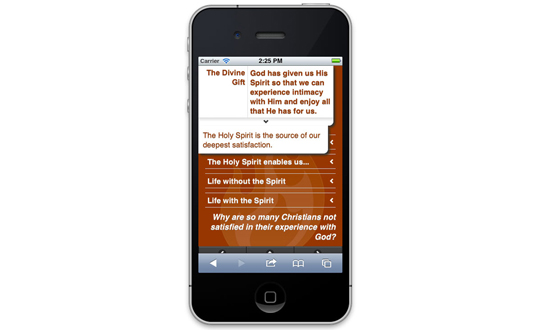 Carrier 2:25 PM
The Divine
Gift
God has given us His
Spirit so that we can
experience intimacy
with Him and enjoy all
that He has for us.
The Holy Spirit is the source of our
deepest satisfaction.
The Holy Spirit enables us...
Life without the Spirit
Life with the Spirit
Why are so many Christians not
satisfied in their experience with
God?